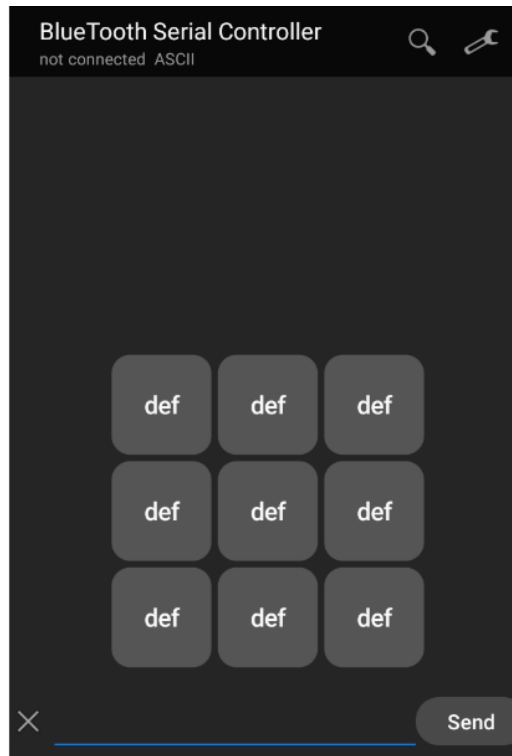 BlueTooth Serial Controller
not connected ASCII
def def def
def def def
def def def
Send